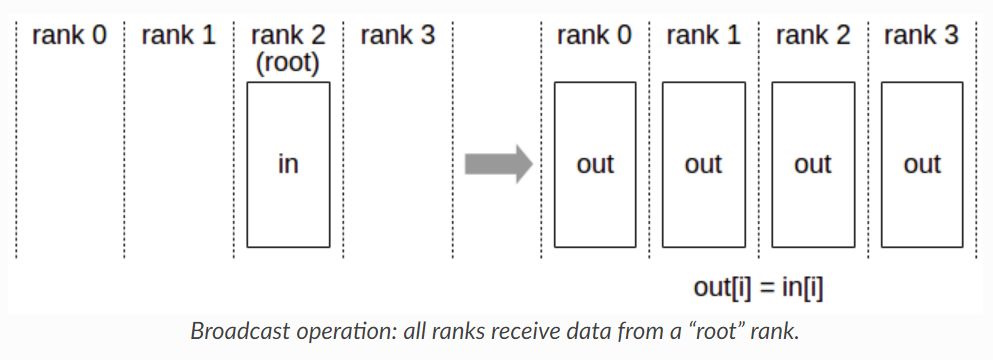 rank 0 rank 1 rank 2 rank 3 rank 0 rank 1 rank 2 rank 3
(root)
in out out out out
out[i] = in[i]
Broadcast operation: all ranks receive data from a “root” rank.